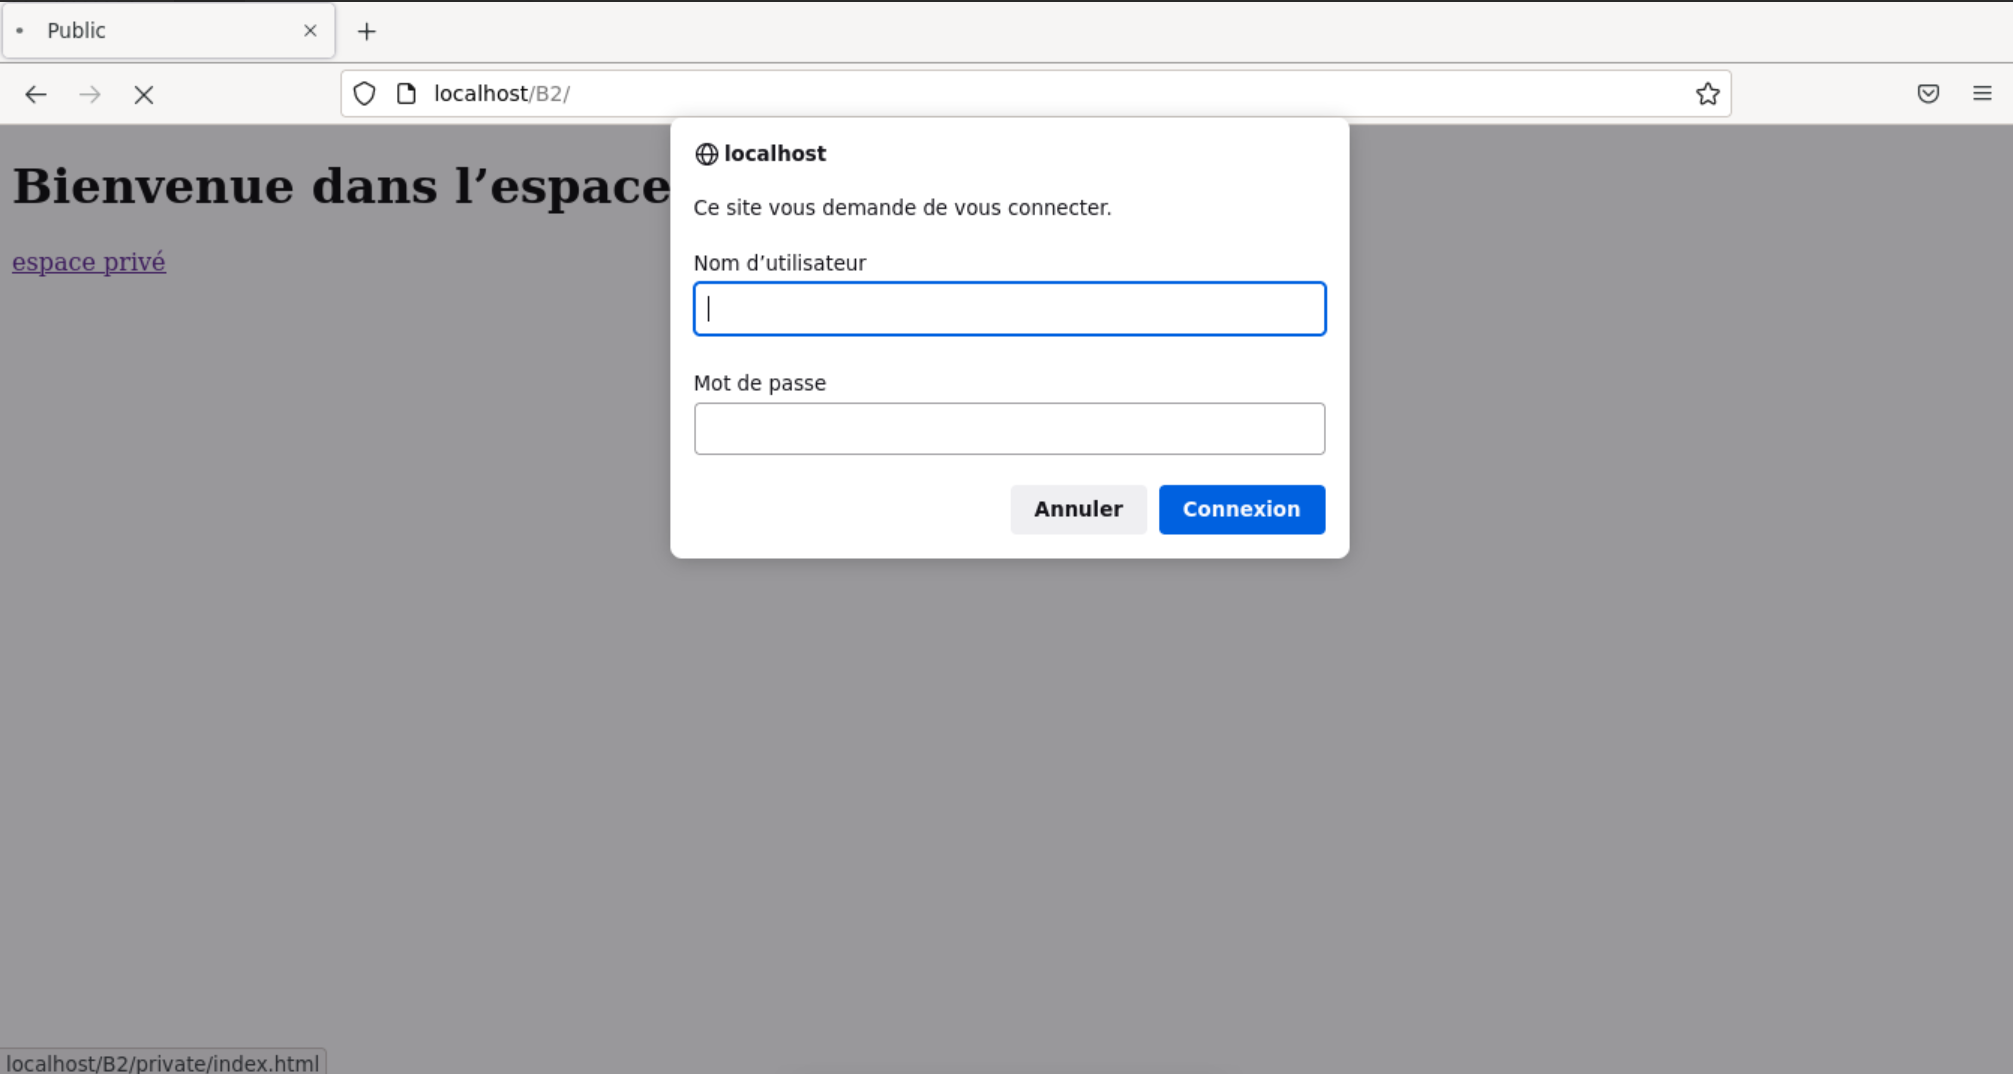 Public
localhost/B2/
localhost
Bienvenue dans l’espace
Ce site vous demande de vous connecter.
espace privé
Nom d’utilisateur
Mot de passe
Annuler Connexion
localhost/B2/private/index.html